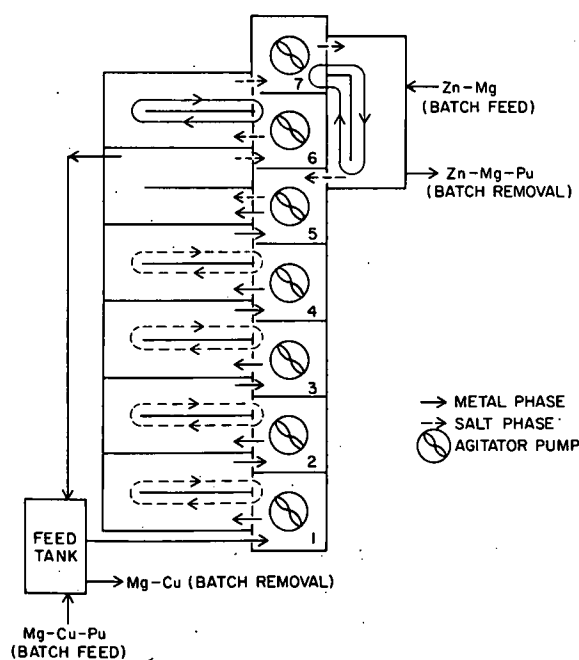 7
Zn-Mg
(BATCH FEED)
6
Zn-Mg-Pu
(BATCH REMOVAL)
5
4
3
METAL PHASE
SALT PHASE
AGITATOR PUMP
2
1
FEED
TANK
Mg-Cu (BATCH REMOVAL)
Mg-Cu-Pu
(BATCH FEED)